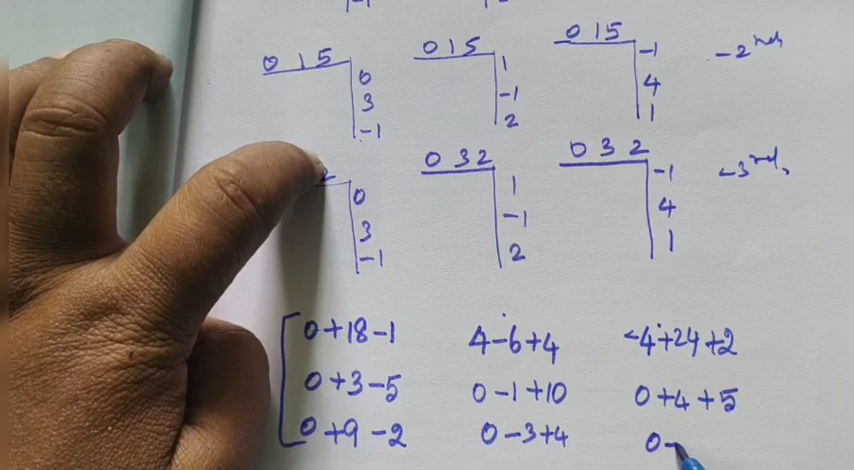 0 1 5 0 1 5 0 1 5 -2nd
0 1 -1
3 -1 4
-1 2 1
2 0 3 2 0 3 2 -3rd
0 1 -1
3 -1 4
-1 2 1
0+18-1 4-6+4 -4+24+2
0+3-5 0-1+10 0+4+5
0+9-2 0-3+4 0-